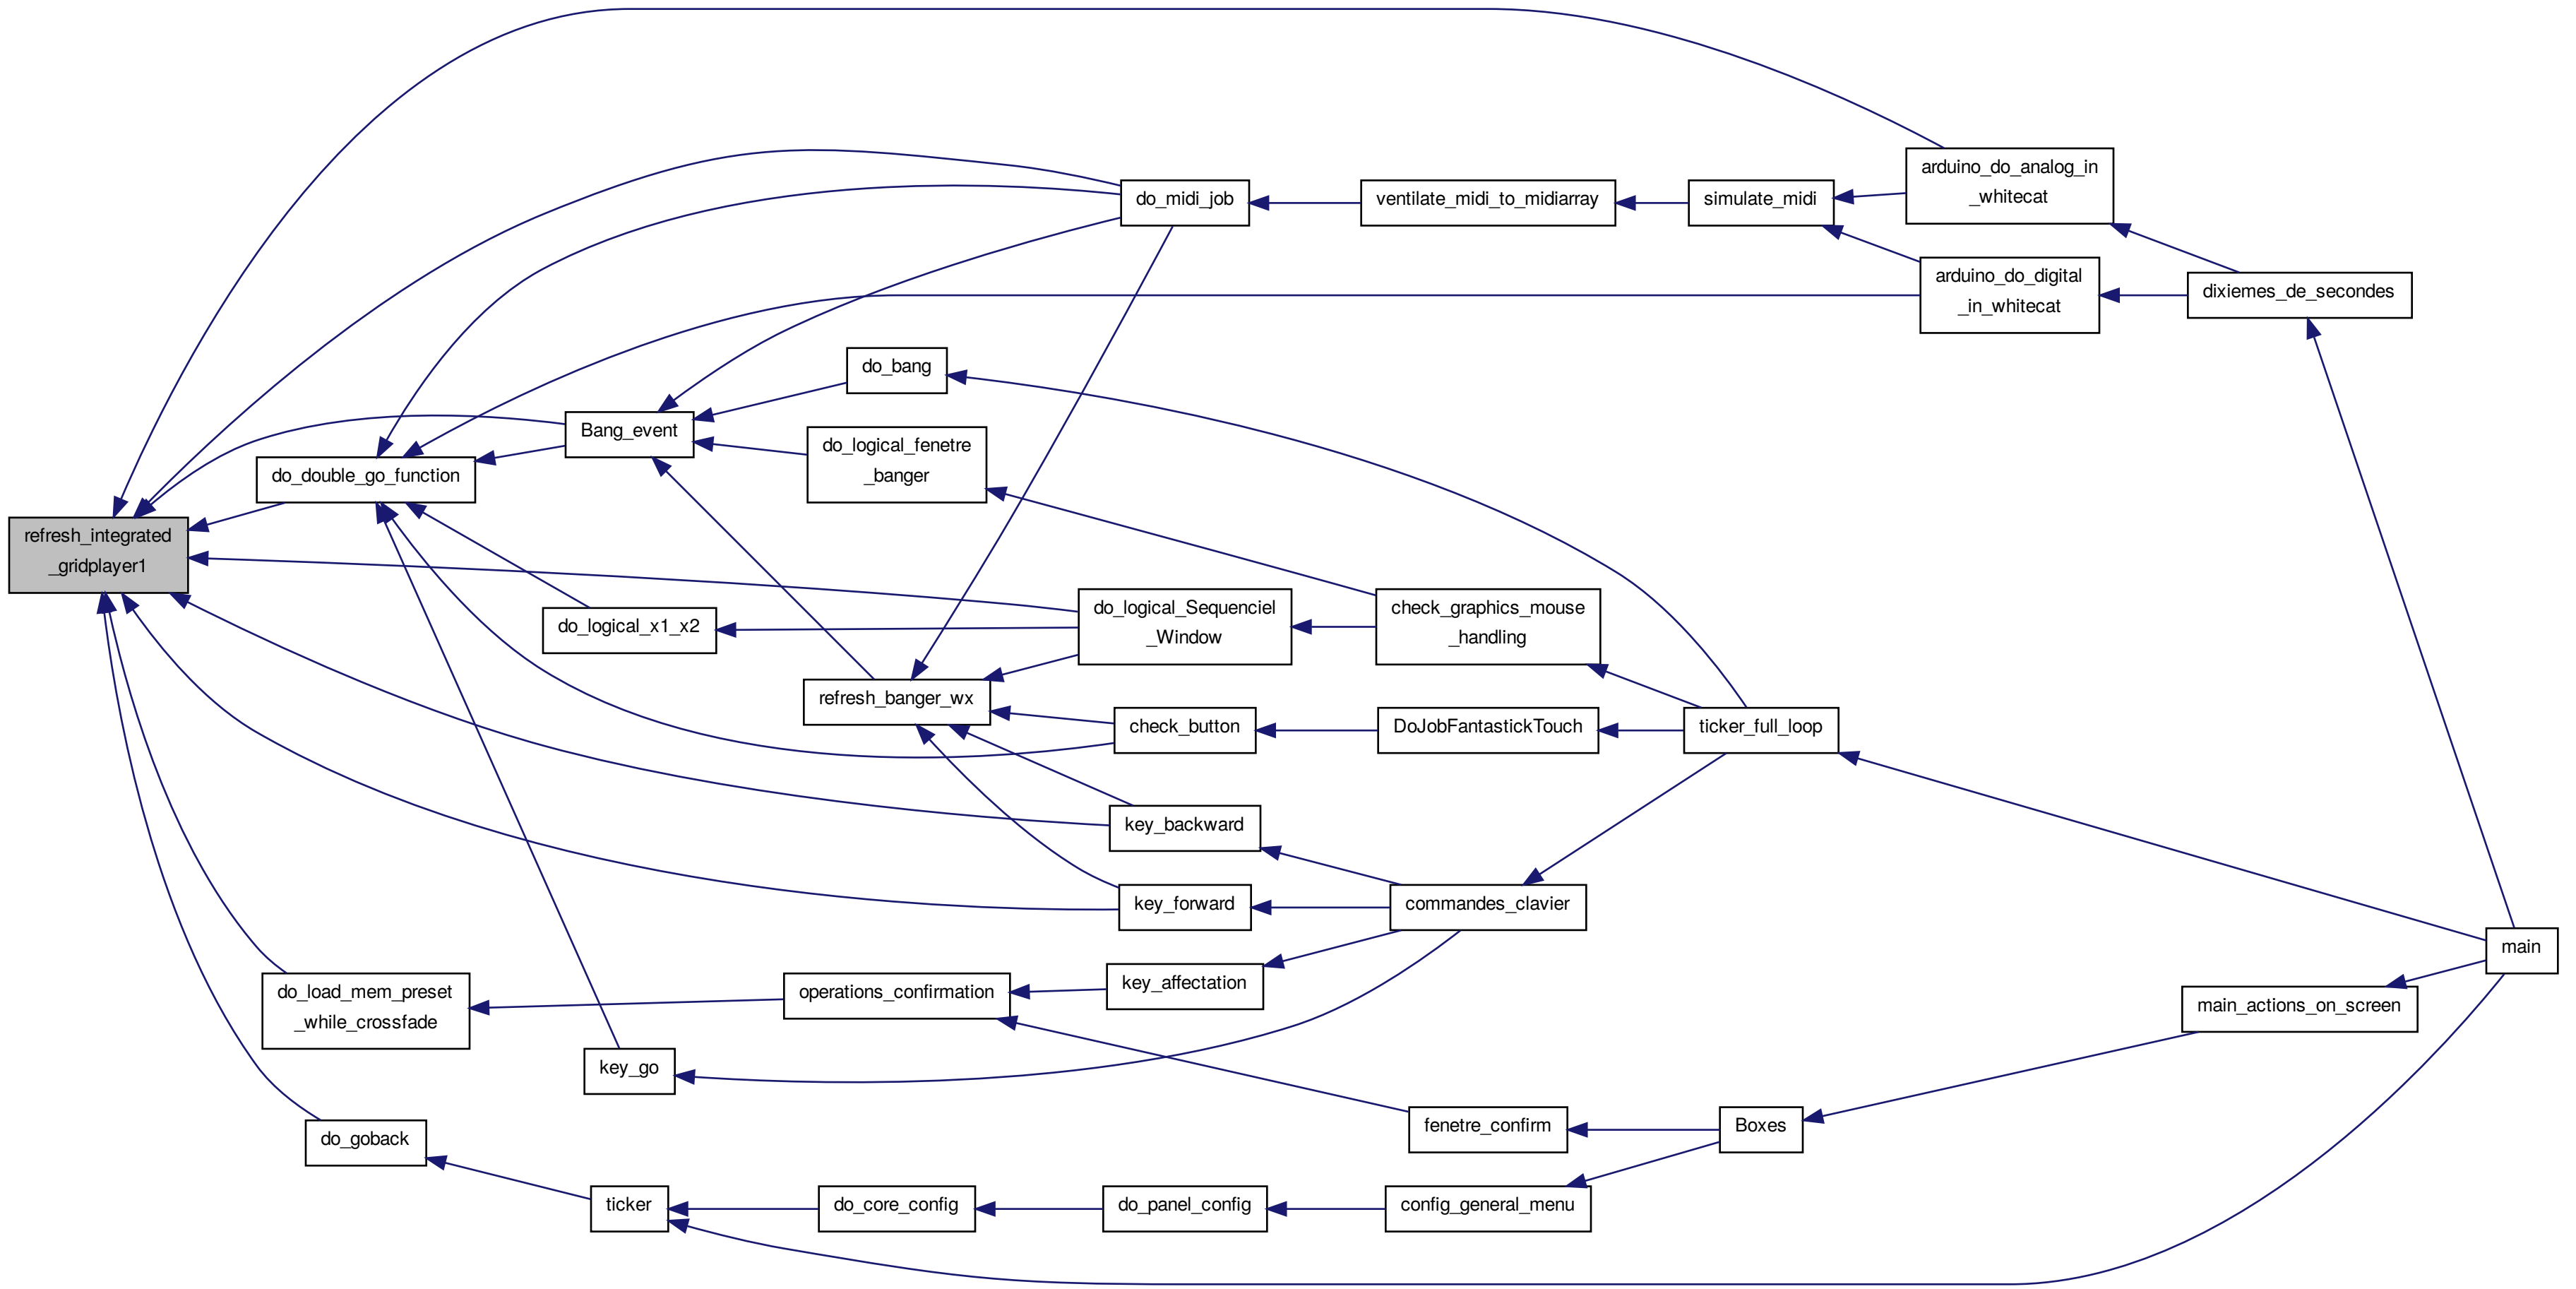 refresh_integrated
_gridplayer1
do_double_go_function
do_load_mem_preset
_while_crossfade
do_goback
Bang_event
do_logical_x1_x2
key_go
ticker
do_bang
do_logical_fenetre
_banger
refresh_banger_wx
operations_confirmation
do_core_config
do_midi_job
do_logical_Sequenciel
_Window
check_button
key_backward
key_forward
key_affectation
do_panel_config
ventilate_midi_to_midiarray
check_graphics_mouse
_handling
DoJobFantastickTouch
commandes_clavier
fenetre_confirm
config_general_menu
simulate_midi
ticker_full_loop
Boxes
arduino_do_analog_in
_whitecat
arduino_do_digital
_in_whitecat
dixiemes_de_secondes
main_actions_on_screen
main